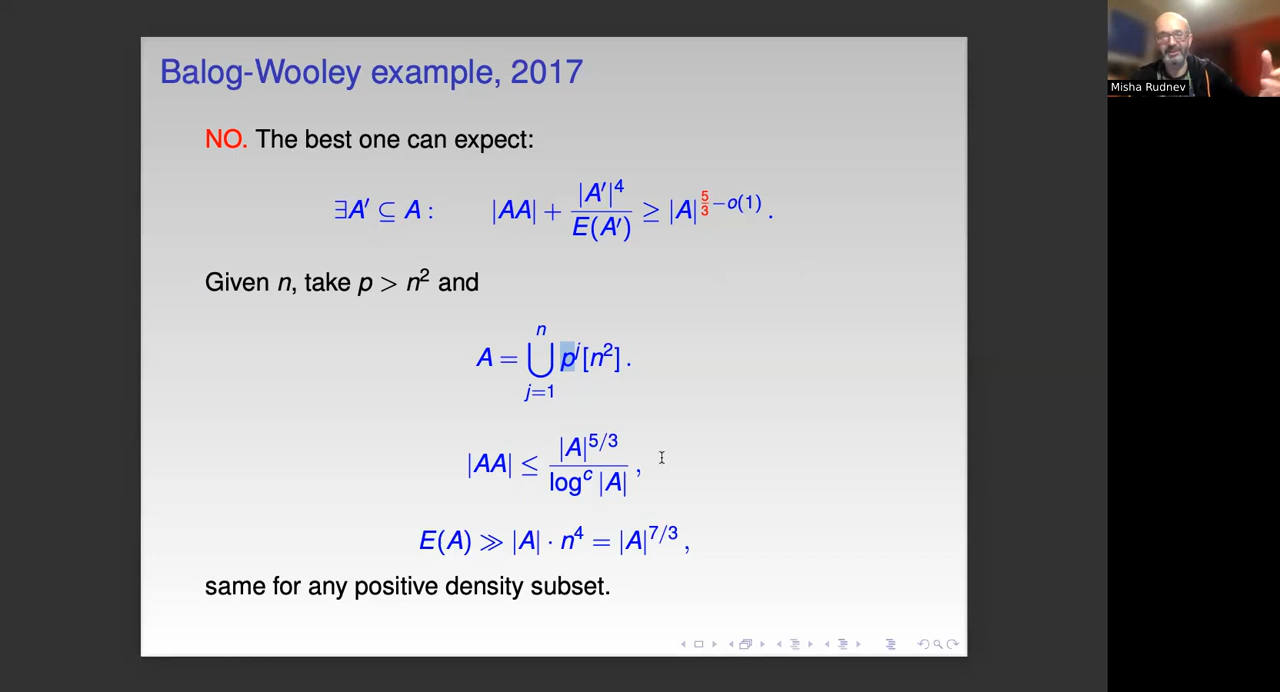 Balog-Wooley example, 2017
Misha Rudnev
NO. The best one can expect:
∃A′ ⊆ A : |AA| + |A′|⁴ / E(A′) ≥ |A|^{5/3 − o(1)} .
Given n, take p > n² and
A = ⋃_{j=1}^{n} p^j [n²] .
|AA| ≤ |A|^{5/3} / log^c |A| ,
E(A) ≫ |A| · n⁴ = |A|^{7/3} ,
same for any positive density subset.